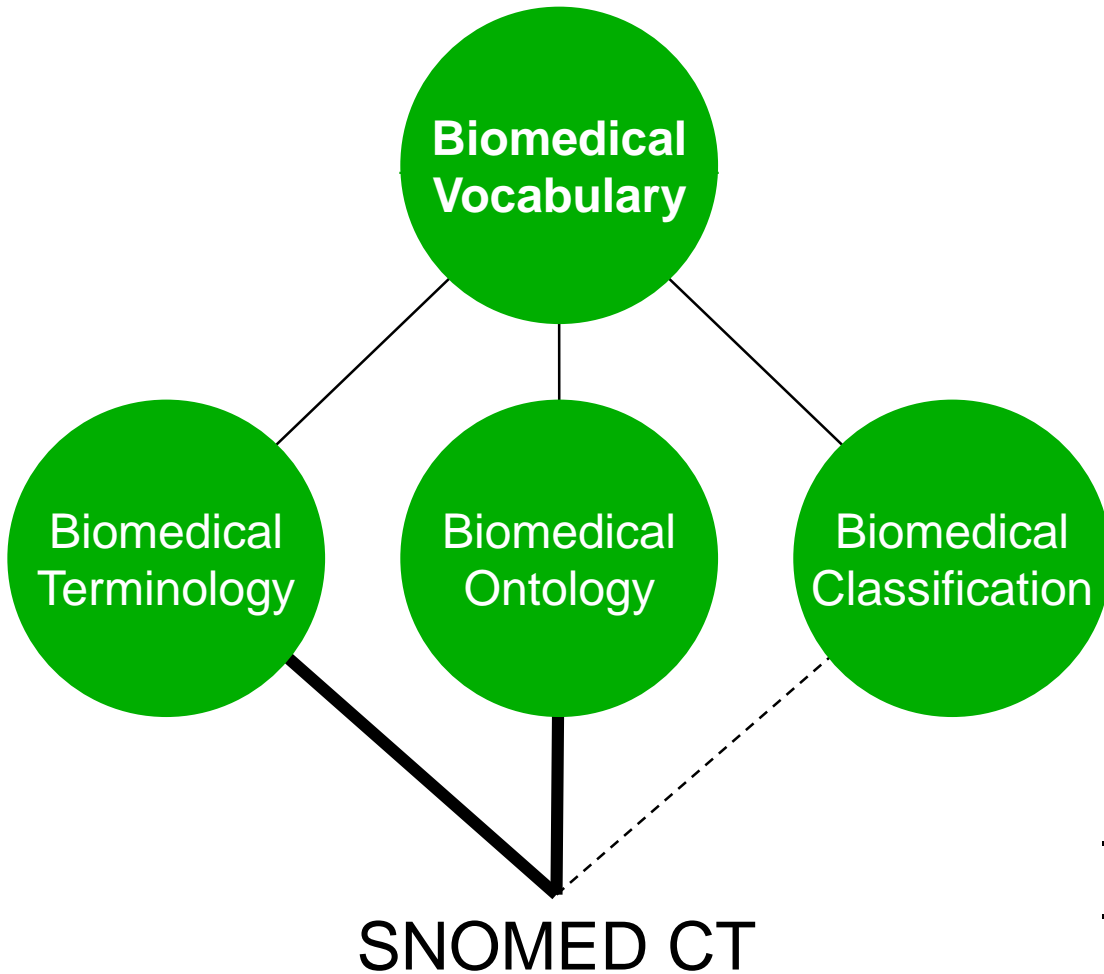 Biomedical
Vocabulary
Biomedical
Terminology
Biomedical
Ontology
Biomedical
Classification
SNOMED CT